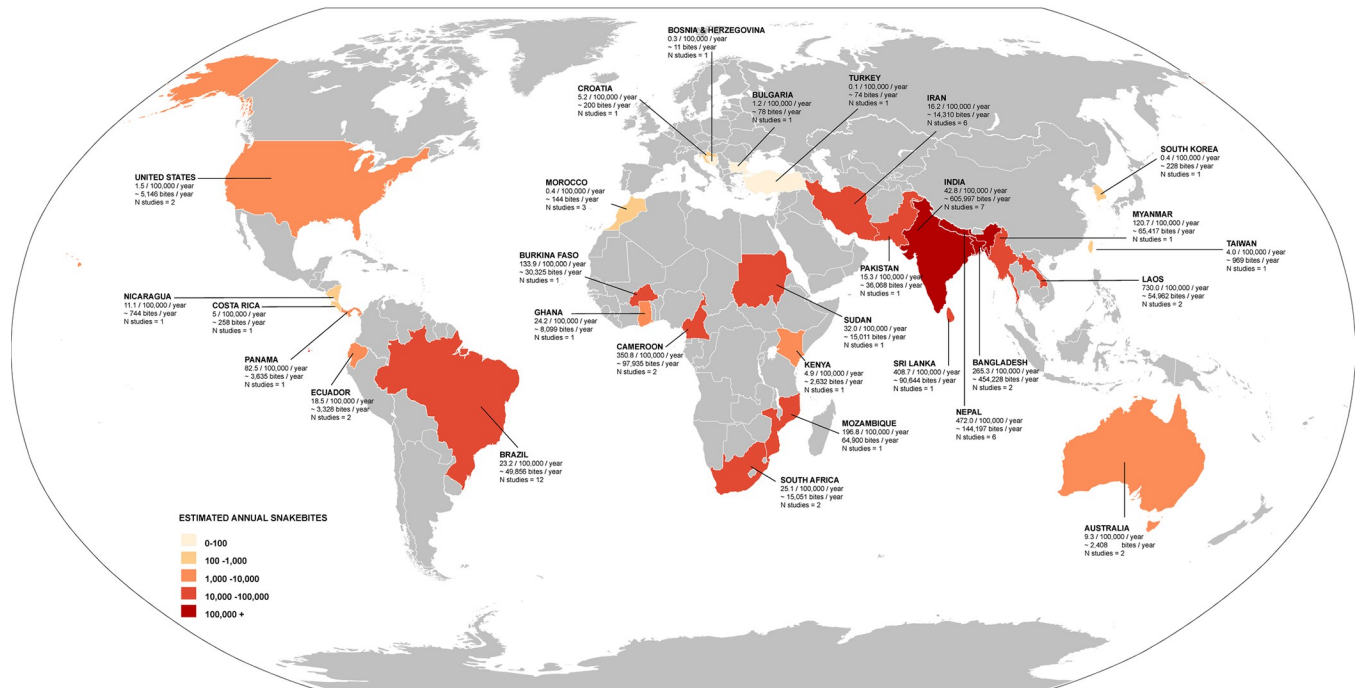 BOSNIA & HERZEGOVINA
0.3 / 100,000 / year
~ 11 bites / year
N studies = 1
CROATIA
5.2 / 100,000 / year
~ 200 bites / year
N studies = 1
BULGARIA
1.2 / 100,000 / year
~ 78 bites / year
N studies = 1
TURKEY
0.1 / 100,000 / year
~ 74 bites / year
N studies = 1
IRAN
16.2 / 100,000 / year
~ 14,310 bites / year
N studies = 6
SOUTH KOREA
0.4 / 100,000 / year
~ 228 bites / year
N studies = 1
UNITED STATES
1.5 / 100,000 / year
~ 5,146 bites / year
N studies = 2
MOROCCO
0.4 / 100,000 / year
~ 144 bites / year
N studies = 3
INDIA
42.8 / 100,000 / year
~ 605,997 bites / year
N studies = 7
MYANMAR
120.7 / 100,000 / year
~ 65,417 bites / year
N studies = 1
TAIWAN
4.0 / 100,000 / year
~ 969 bites / year
N studies = 1
BURKINA FASO
133.9 / 100,000 / year
~ 30,325 bites / year
N studies = 1
PAKISTAN
15.3 / 100,000 / year
~ 36,068 bites / year
N studies = 1
LAOS
730.0 / 100,000 / year
~ 54,962 bites / year
N studies = 2
NICARAGUA
11.1 / 100,000 / year
~ 744 bites / year
N studies = 1
COSTA RICA
5 / 100,000 / year
~ 258 bites / year
N studies = 1
GHANA
24.2 / 100,000 / year
~ 8,099 bites / year
N studies = 1
SUDAN
32.0 / 100,000 / year
~ 15,011 bites / year
N studies = 1
CAMEROON
350.8 / 100,000 / year
~ 97,935 bites / year
N studies = 2
PANAMA
82.5 / 100,000 / year
~ 3,635 bites / year
N studies = 1
KENYA
4.9 / 100,000 / year
~ 2,632 bites / year
N studies = 1
SRI LANKA
408.7 / 100,000 / year
~ 90,644 bites / year
N studies = 1
BANGLADESH
265.3 / 100,000 / year
~ 454,228 bites / year
N studies = 2
ECUADOR
18.5 / 100,000 / year
~ 3,328 bites / year
N studies = 2
NEPAL
472.0 / 100,000 / year
~ 144,197 bites / year
N studies = 6
MOZAMBIQUE
196.8 / 100,000 / year
64,900 bites / year
N studies = 1
BRAZIL
23.2 / 100,000 / year
~ 49,856 bites / year
N studies = 12
SOUTH AFRICA
25.1 / 100,000 / year
~ 15,051 bites / year
N studies = 2
AUSTRALIA
9.3 / 100,000 / year
~ 2,408 bites / year
N studies = 2
ESTIMATED ANNUAL SNAKEBITES
0-100
100 -1,000
1,000 -10,000
10,000 -100,000
100,000 +